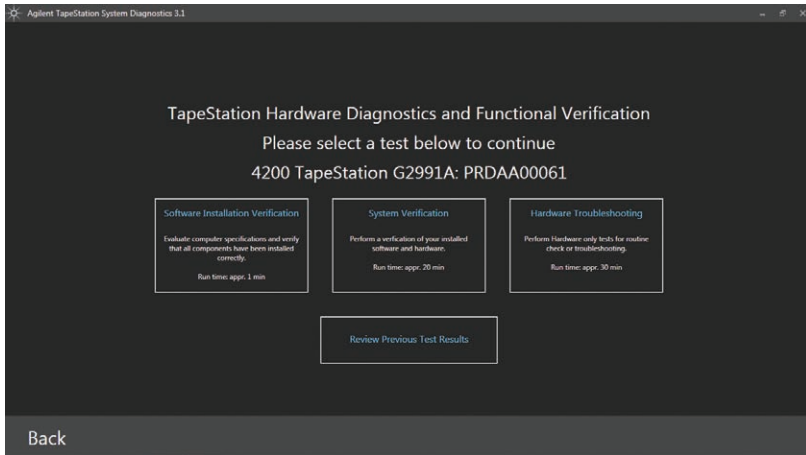 Agilent TapeStation System Diagnostics 3.1
TapeStation Hardware Diagnostics and Functional Verification
Please select a test below to continue
4200 TapeStation G2991A: PRDAA00061
Software Installation Verification
Evaluate computer specifications and verify
that all components have been installed
correctly.
Run time: appr. 1 min
System Verification
Perform a verfication of your installed
software and hardware.
Run time: appr. 20 min
Hardware Troubleshooting
Perform Hardware only tests for routine
check or troubleshooting.
Run time: appr. 30 min
Review Previous Test Results
Back